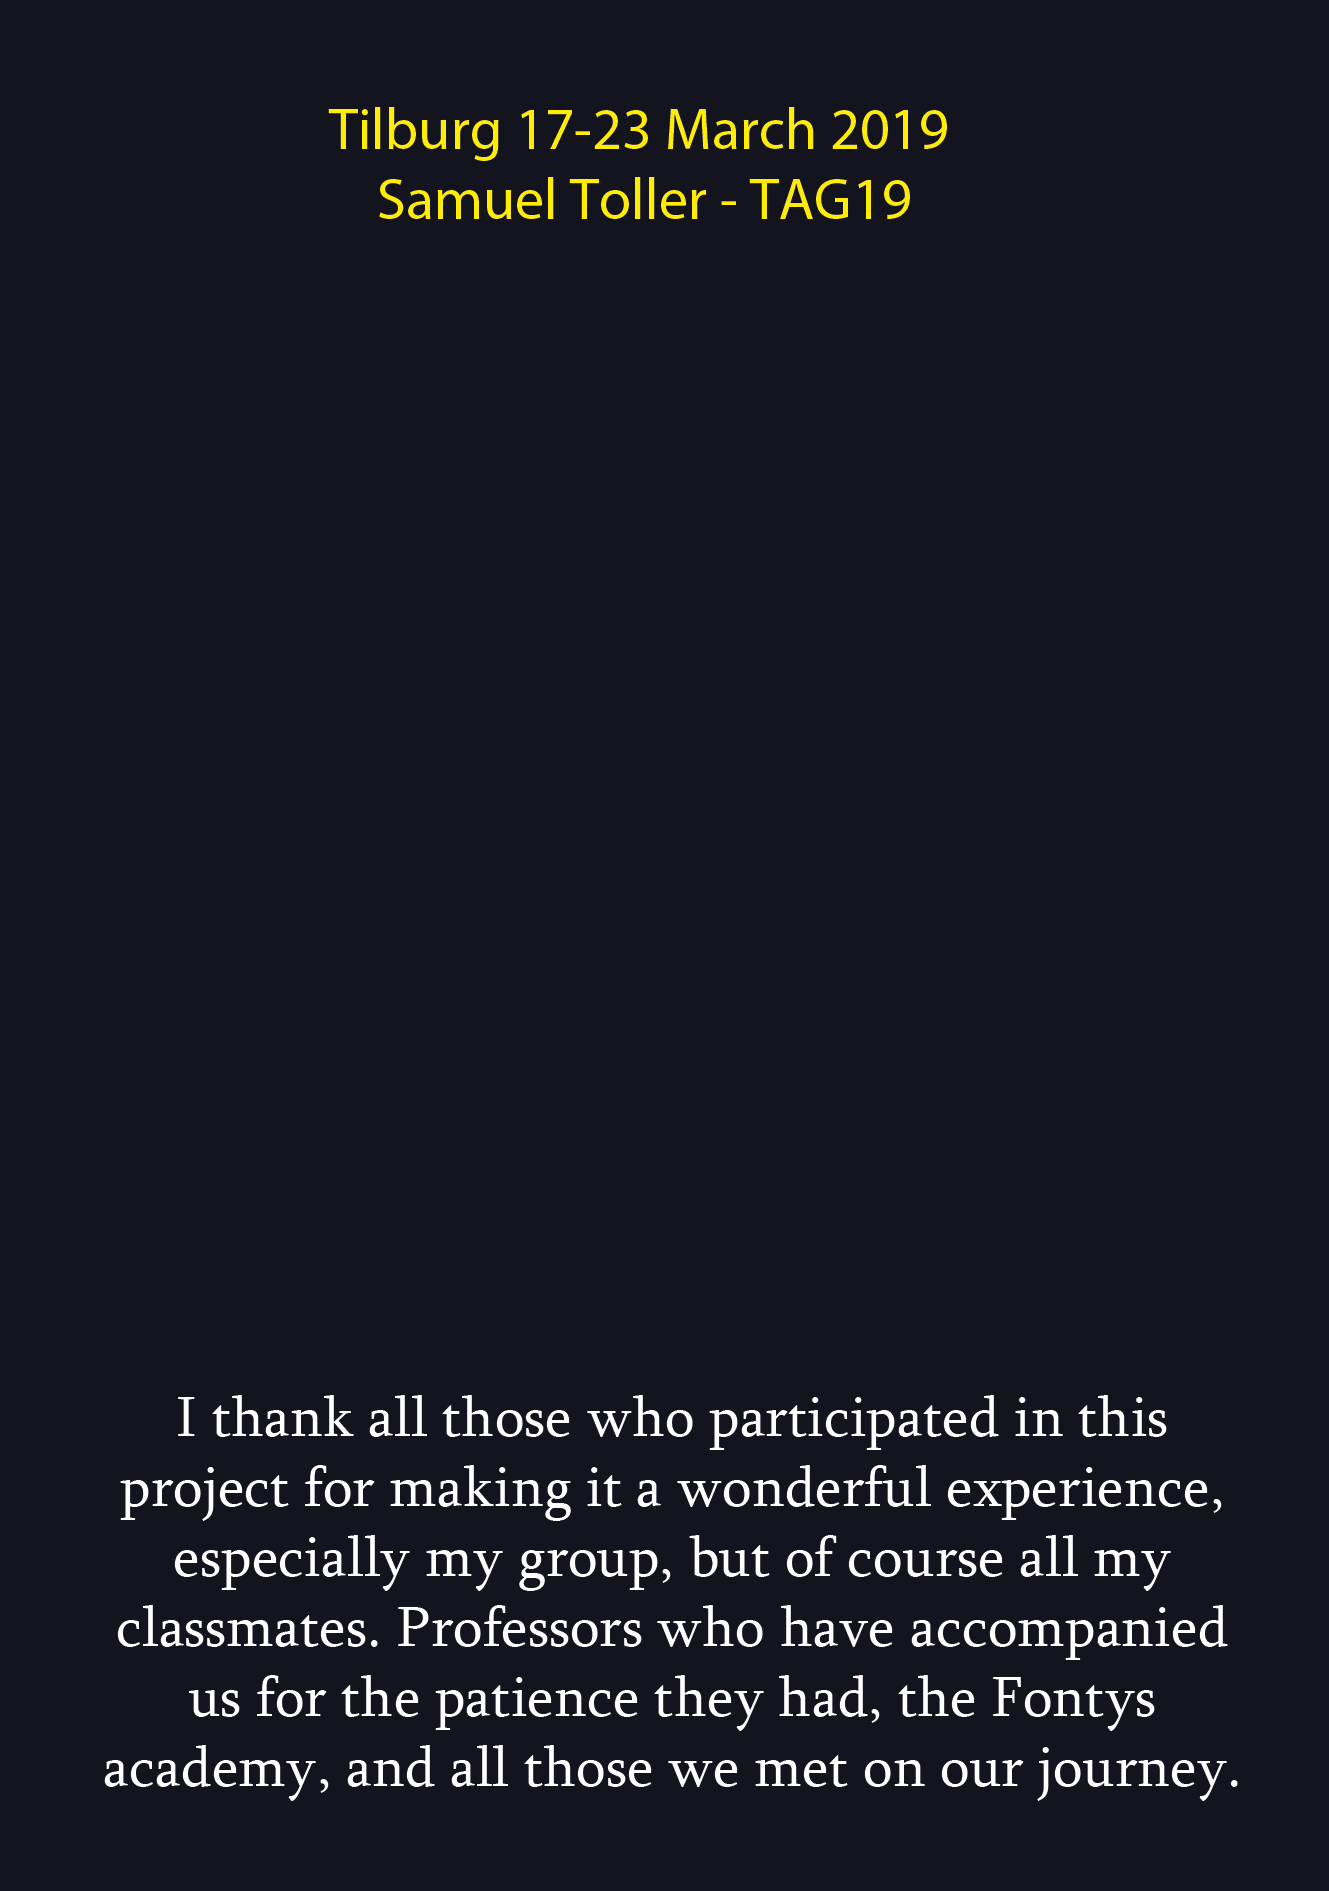 Tilburg 17-23 March 2019
Samuel Toller - TAG19
I thank all those who participated in this
project for making it a wonderful experience,
especially my group, but of course all my
classmates. Professors who have accompanied
us for the patience they had, the Fontys
academy, and all those we met on our journey.